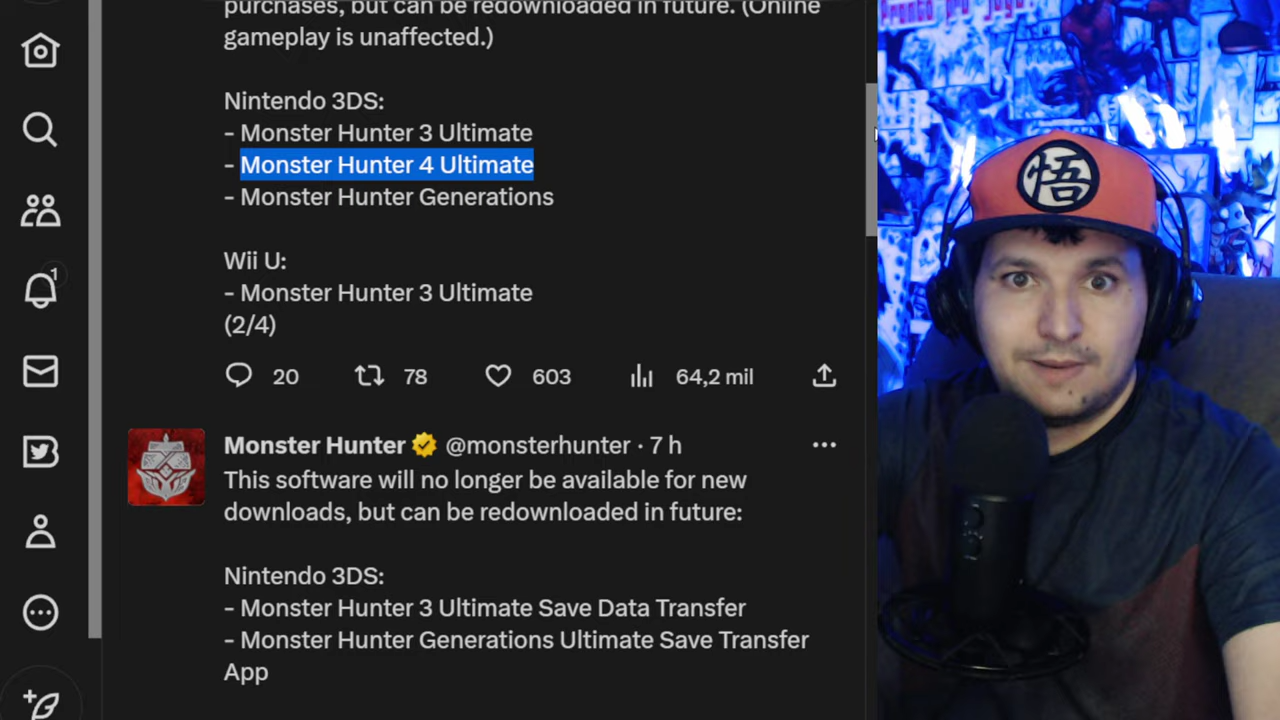 purchases, but can be redownloaded in future. (Online
gameplay is unaffected.)
Nintendo 3DS:
- Monster Hunter 3 Ultimate
- Monster Hunter 4 Ultimate
- Monster Hunter Generations
Wii U:
- Monster Hunter 3 Ultimate
(2/4)
20 78 603 64,2 mil
Monster Hunter @monsterhunter · 7 h
This software will no longer be available for new
downloads, but can be redownloaded in future:
Nintendo 3DS:
- Monster Hunter 3 Ultimate Save Data Transfer
- Monster Hunter Generations Ultimate Save Transfer
App
1
悟